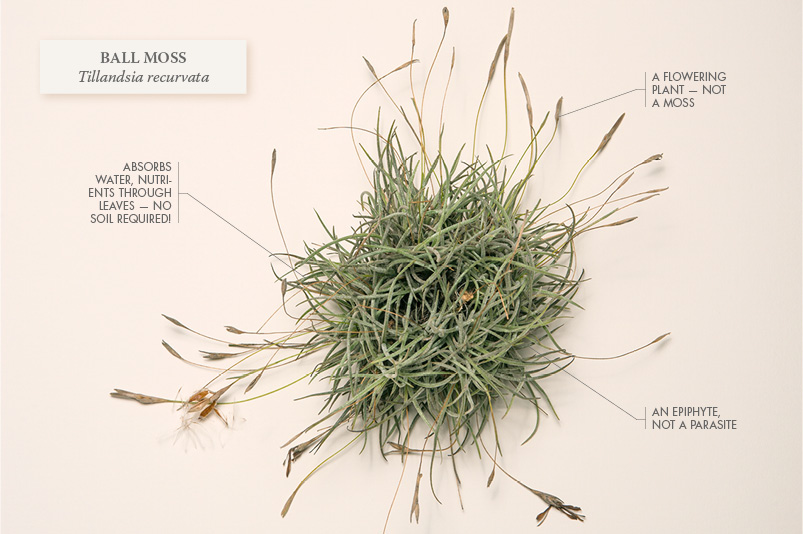 BALL MOSS
Tillandsia recurvata
A FLOWERING
PLANT — NOT
A MOSS
ABSORBS
WATER, NUTRI-
ENTS THROUGH
LEAVES — NO
SOIL REQUIRED!
AN EPIPHYTE,
NOT A PARASITE